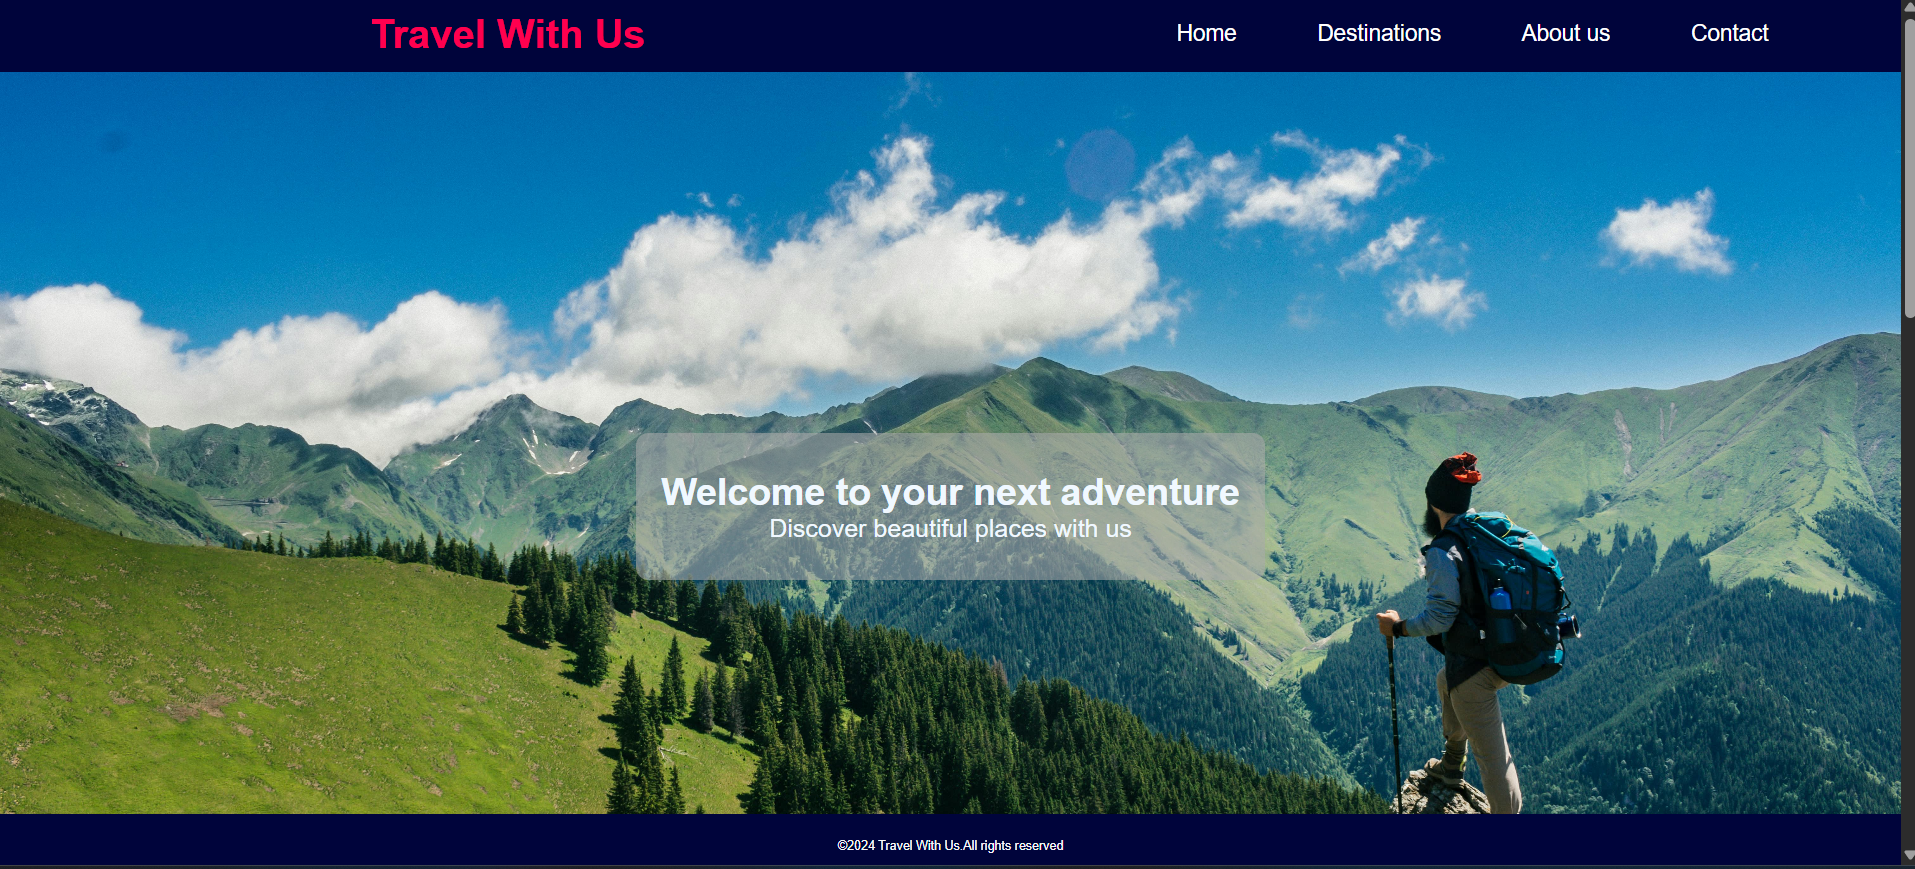 Travel With Us
Home
Destinations
About us
Contact
Welcome to your next adventure
Discover beautiful places with us
©2024 Travel With Us.All rights reserved